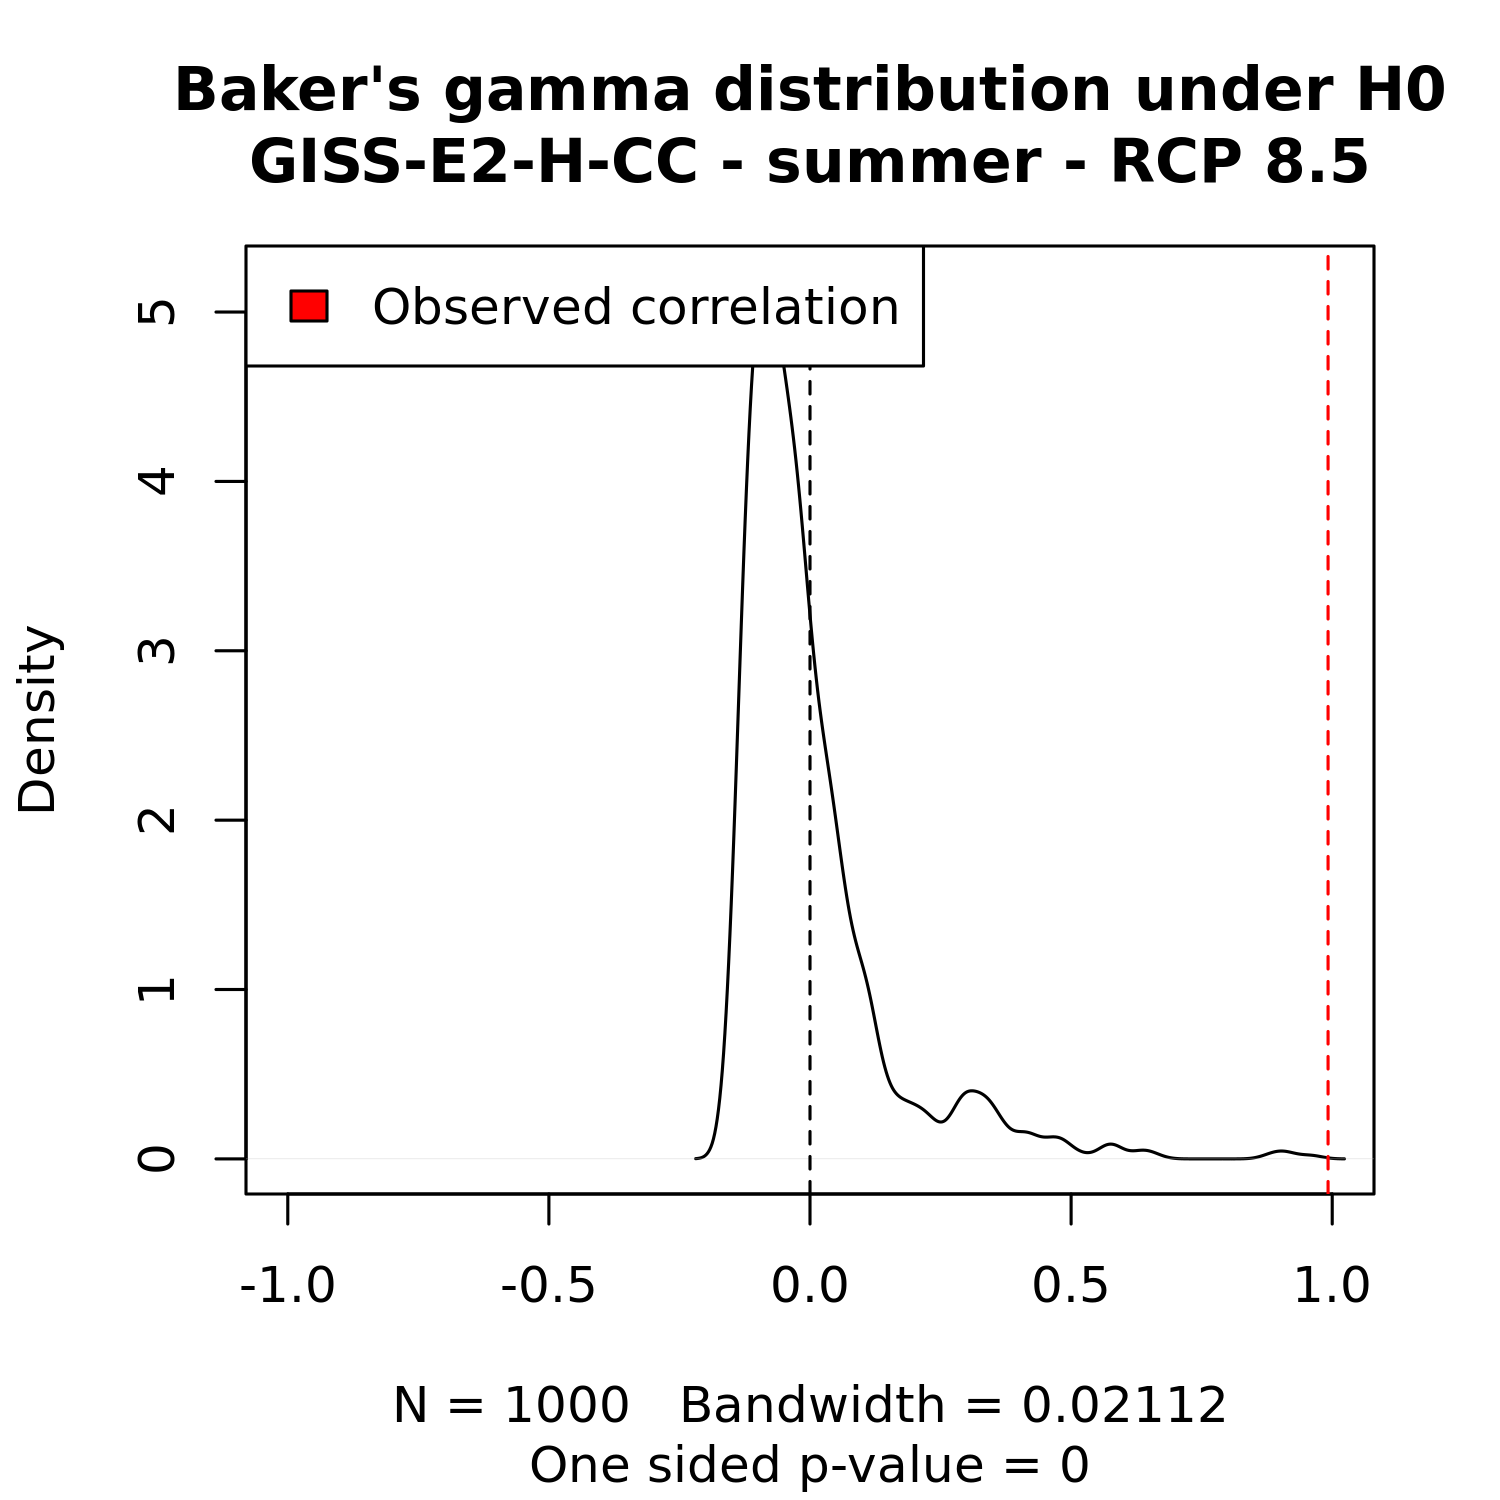 Baker's gamma distribution under H0
GISS-E2-H-CC - summer - RCP 8.5
Observed correlation
5
4
3
2
1
0
Density
-1.0 -0.5 0.0 0.5 1.0
N = 1000 Bandwidth = 0.02112
One sided p-value = 0